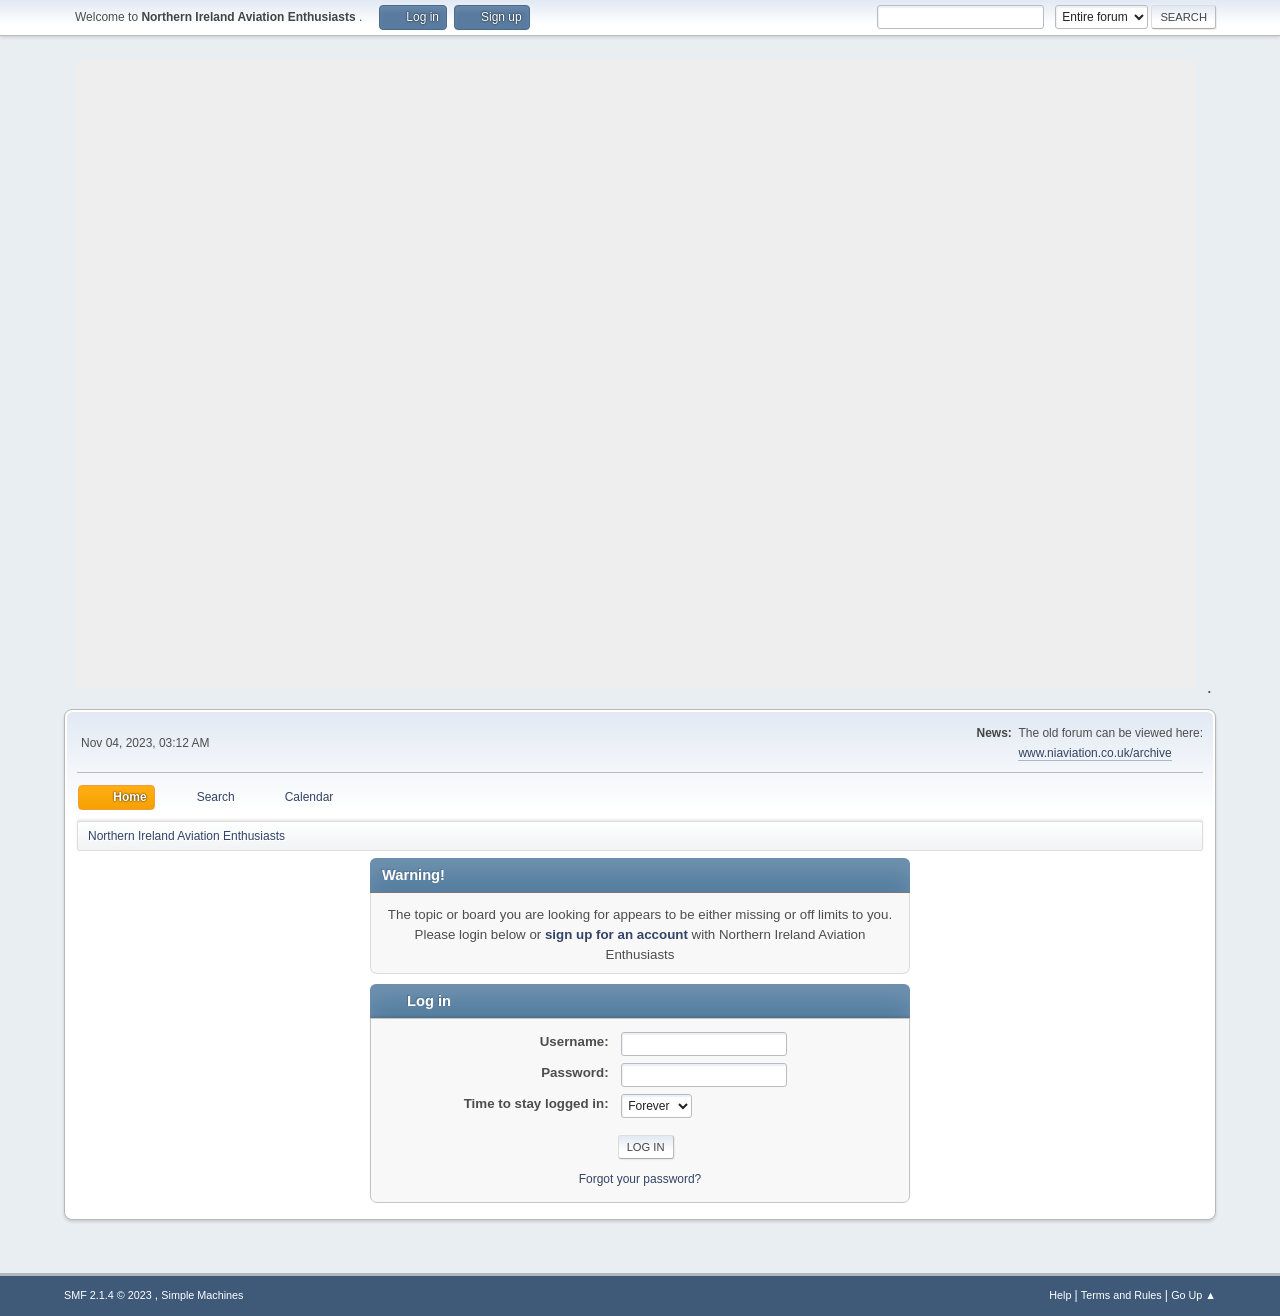 Welcome to Northern Ireland Aviation Enthusiasts . Log in Sign up Entire forum SEARCH
.
News: The old forum can be viewed here:
Nov 04, 2023, 03:12 AM
www.niaviation.co.uk/archive
Home Search Calendar
Northern Ireland Aviation Enthusiasts
Warning!
The topic or board you are looking for appears to be either missing or off limits to you.
Please login below or sign up for an account with Northern Ireland Aviation
Enthusiasts
Log in
Username:
Password:
Time to stay logged in: Forever
LOG IN
Forgot your password?
SMF 2.1.4 © 2023 , Simple Machines Help | Terms and Rules | Go Up ▲